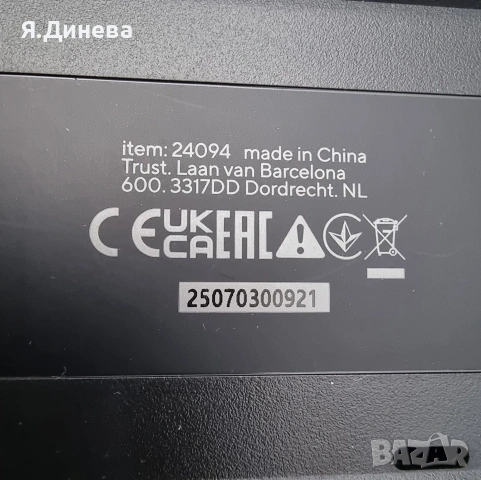 Я.Динева
item: 24094 made in China
Trust. Laan van Barcelona
600. 3317DD Dordrecht. NL
CE UK CA EAC
25070300921
BAZAR